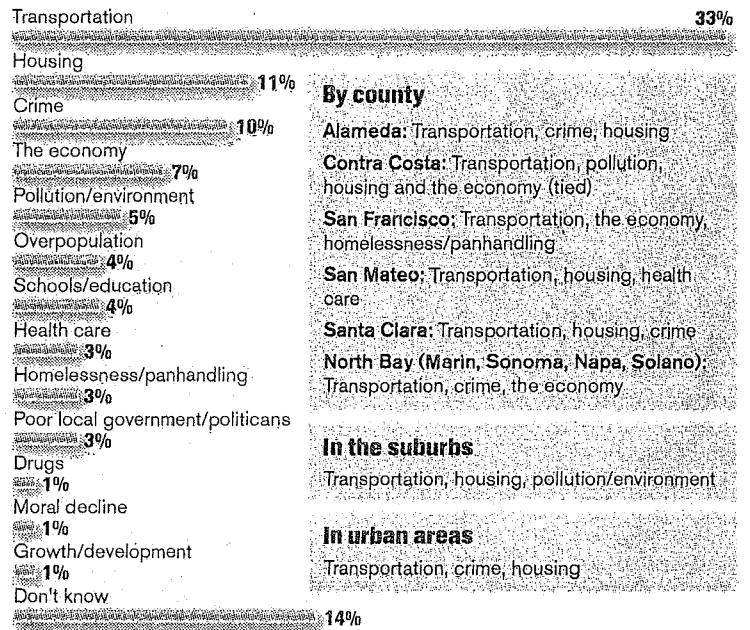 Transportation
33%
Housing
11%
Crime
10%
The economy
7%
Pollution/environment
5%
Overpopulation
4%
Schools/education
4%
Health care
3%
Homelessness/panhandling
3%
Poor local government/politicans
3%
Drugs
1%
Moral decline
1%
Growth/development
1%
Don't know
14%
By county
Alameda: Transportation, crime, housing
Contra Costa: Transportation, pollution,
housing and the economy (tied)
San Francisco: Transportation, the economy,
homelessness/panhandling
San Mateo: Transportation, housing, health
care
Santa Clara: Transportation, housing, crime
North Bay (Marin, Sonoma, Napa, Solano):
Transportation, crime, the economy
In the suburbs
Transportation, housing, pollution/environment
In urban areas
Transportation, crime, housing